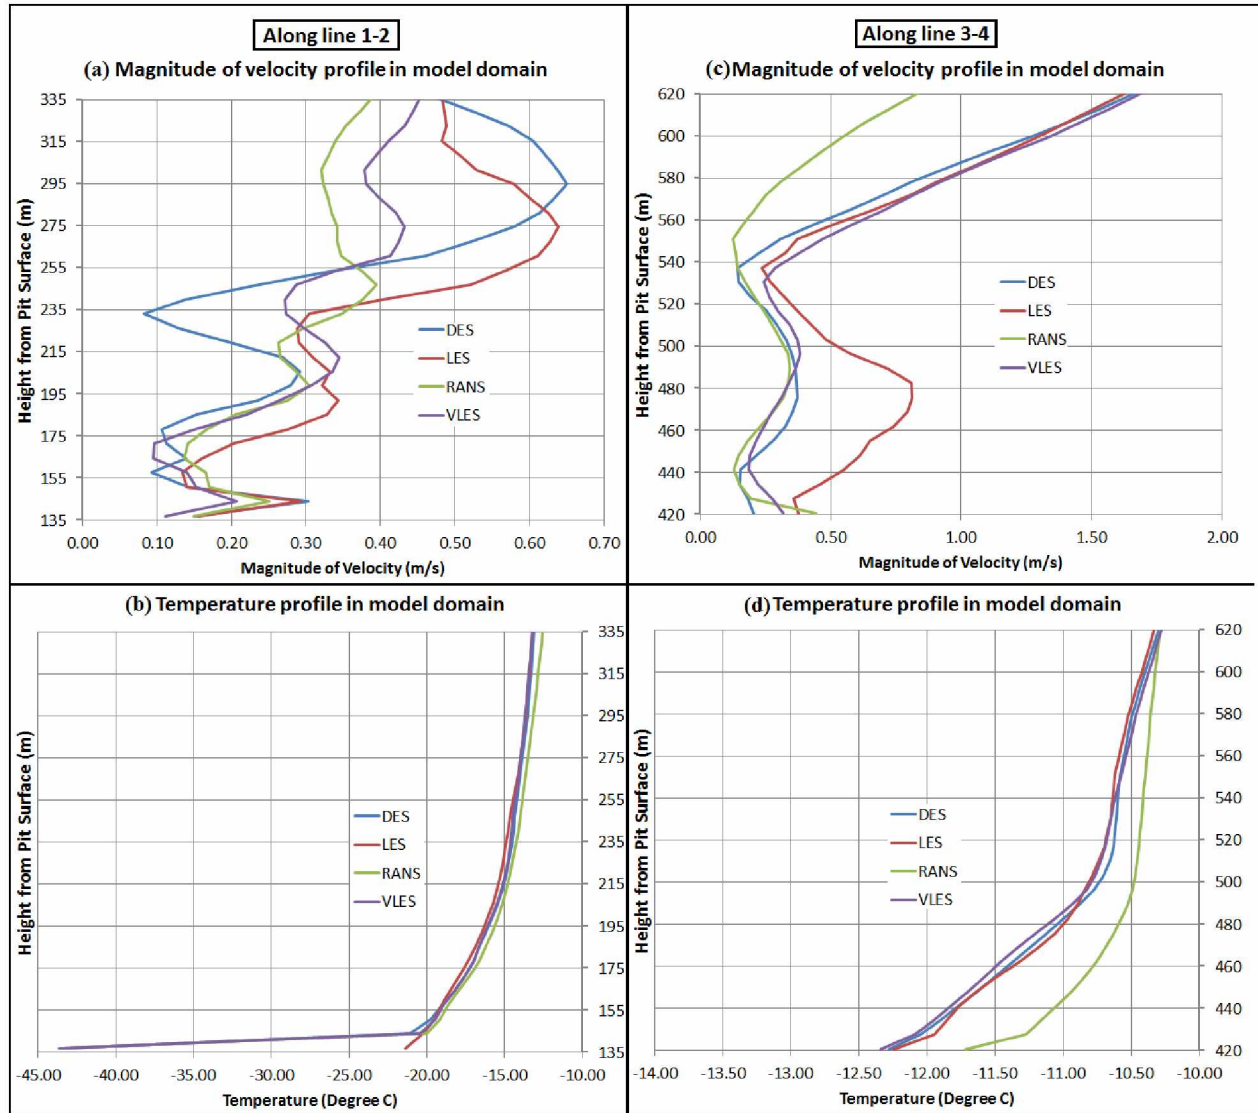 Along line 1-2
(a) Magnitude of velocity profile in model domain
Height from Pit Surface (m)
335
315
295
275
255
235
215
195
175
155
135
DES
LES
RANS
VLES
0.00 0.10 0.20 0.30 0.40 0.50 0.60 0.70
Magnitude of Velocity (m/s)
Along line 3-4
(c) Magnitude of velocity profile in model domain
Height from Pit Surface (m)
620
600
580
560
540
520
500
480
460
440
420
DES
LES
RANS
VLES
0.00 0.50 1.00 1.50 2.00
Magnitude of Velocity (m/s)
(b) Temperature profile in model domain
Height from Pit Surface (m)
335
315
295
275
255
235
215
195
175
155
135
DES
LES
RANS
VLES
-45.00 -40.00 -35.00 -30.00 -25.00 -20.00 -15.00 -10.00
Temperature (Degree C)
(d) Temperature profile in model domain
Height from Pit Surface (m)
620
600
580
560
540
520
500
480
460
440
420
DES
LES
RANS
VLES
-14.00 -13.50 -13.00 -12.50 -12.00 -11.50 -11.00 -10.50 -10.00
Temperature (Degree C)